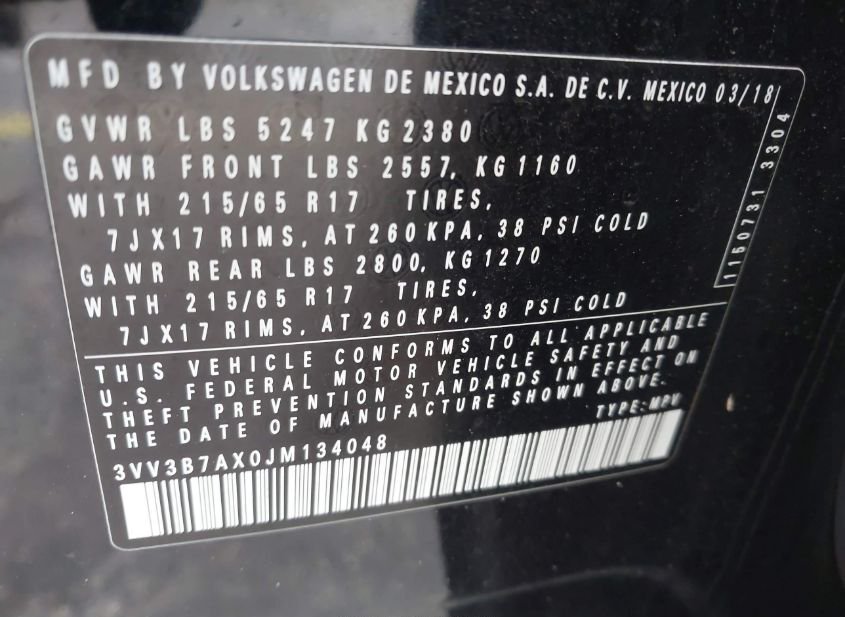 MFD BY VOLKSWAGEN DE MEXICO S.A. DE C.V. MEXICO 03/18
GVWR LBS 5247 KG 2380
GAWR FRONT LBS 2557, KG 1160
WITH 215/65 R17 TIRES,
7JX17 RIMS, AT 260 KPA, 38 PSI COLD
GAWR REAR LBS 2800, KG 1270
WITH 215/65 R17 TIRES,
7JX17 RIMS, AT 260 KPA, 38 PSI COLD
1150731 3304
THIS VEHICLE CONFORMS TO ALL APPLICABLE
U.S. FEDERAL MOTOR VEHICLE SAFETY AND
THEFT PREVENTION STANDARDS IN EFFECT ON
THE DATE OF MANUFACTURE SHOWN ABOVE.
TYPE: MPV
3VV3B7AX0JM134048